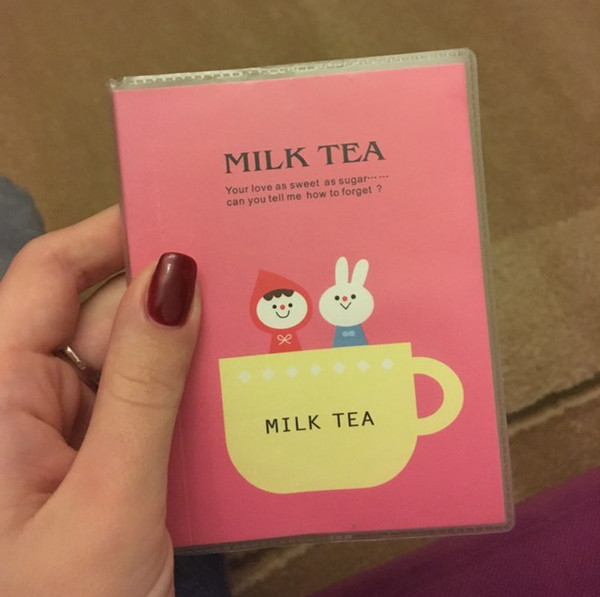 MILK TEA
Your love as sweet as sugar······
can you tell me how to forget ?
MILK TEA